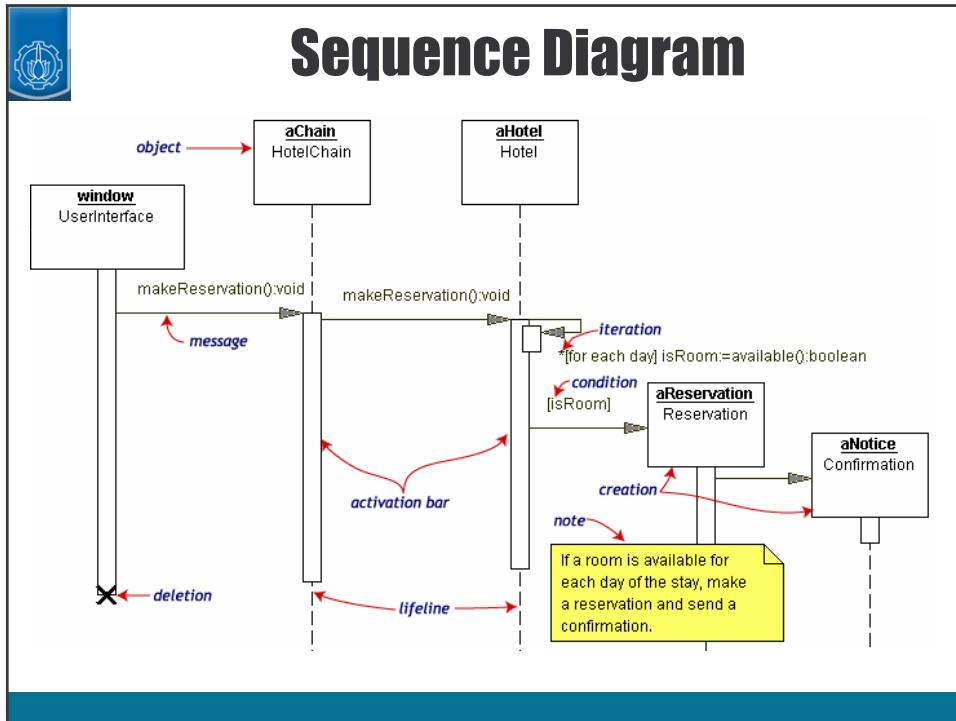 Sequence Diagram
object
aChain
HotelChain
aHotel
Hotel
window
UserInterface
makeReservation():void
makeReservation():void
message
iteration
*[for each day] isRoom:=available():boolean
condition
[isRoom]
aReservation
Reservation
aNotice
Confirmation
activation bar
creation
note
If a room is available for
each day of the stay, make
a reservation and send a
confirmation.
deletion
lifeline